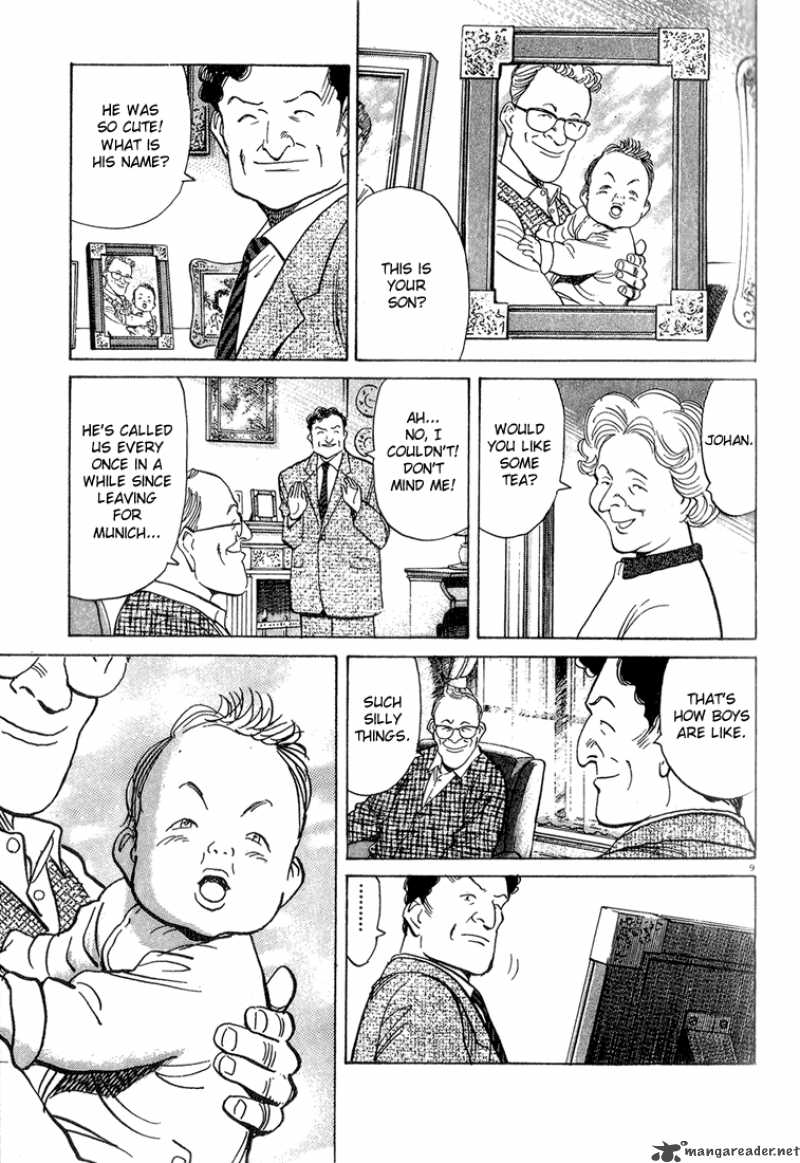 THIS IS
YOUR
SON?
HE WAS
SO CUTE!
WHAT IS
HIS NAME?
JOHAN.
WOULD
YOU LIKE
SOME
TEA?
AH...
NO, I
COULDN'T!
DON'T
MIND ME!
HE'S CALLED
US EVERY
ONCE IN A
WHILE SINCE
LEAVING
FOR
MUNICH...
THAT'S
HOW BOYS
ARE LIKE.
SUCH
SILLY
THINGS.
9
........
mangareader.net